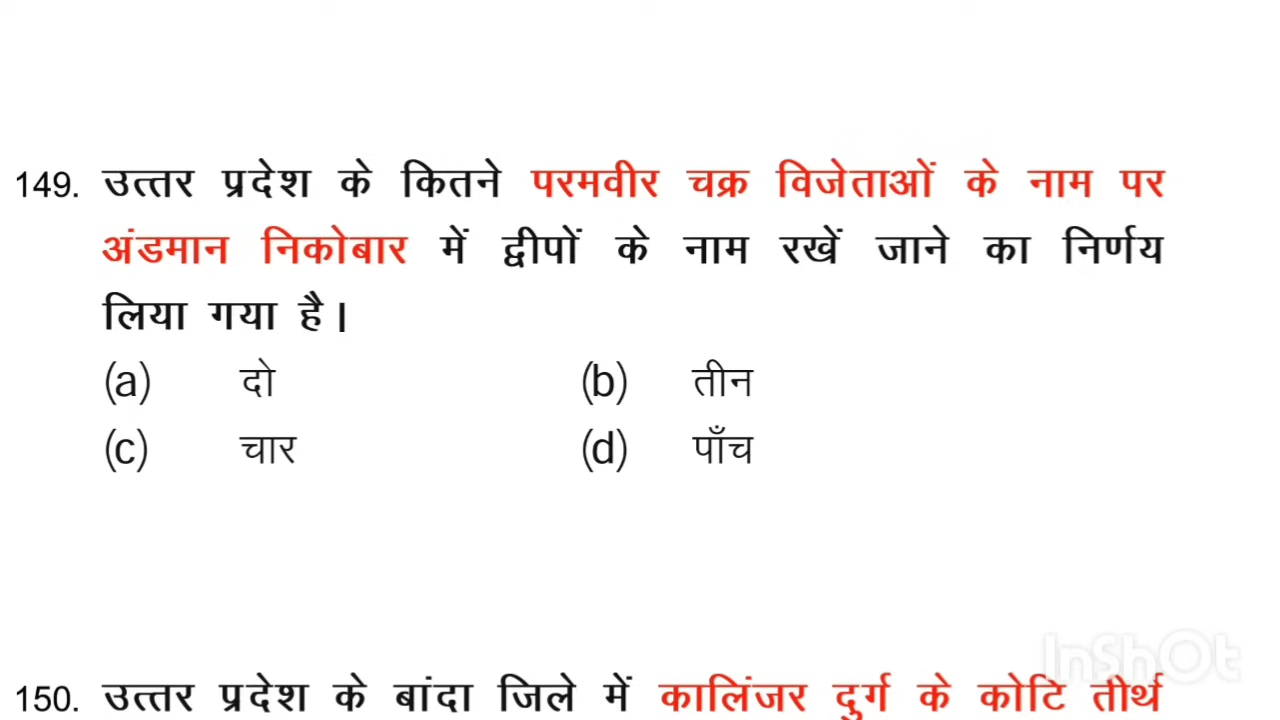 149. उत्तर प्रदेश के कितने परमवीर चक्र विजेताओं के नाम पर
अंडमान निकोबार में द्वीपों के नाम रखें जाने का निर्णय
लिया गया है।
(a) दो (b) तीन
(c) चार (d) पाँच
InShOt
150. उत्तर प्रदेश के बांदा जिले में कालिंजर दुर्ग के कोटि तीर्थ